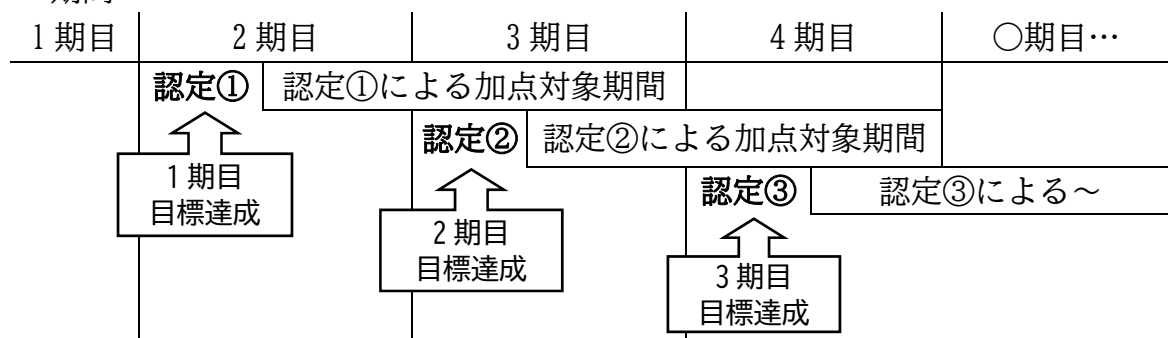 1期目 2期目 3期目 4期目 ○期目…
認定① 認定①による加点対象期間
認定② 認定②による加点対象期間
1期目
目標達成
認定③ 認定③による～
2期目
目標達成
3期目
目標達成